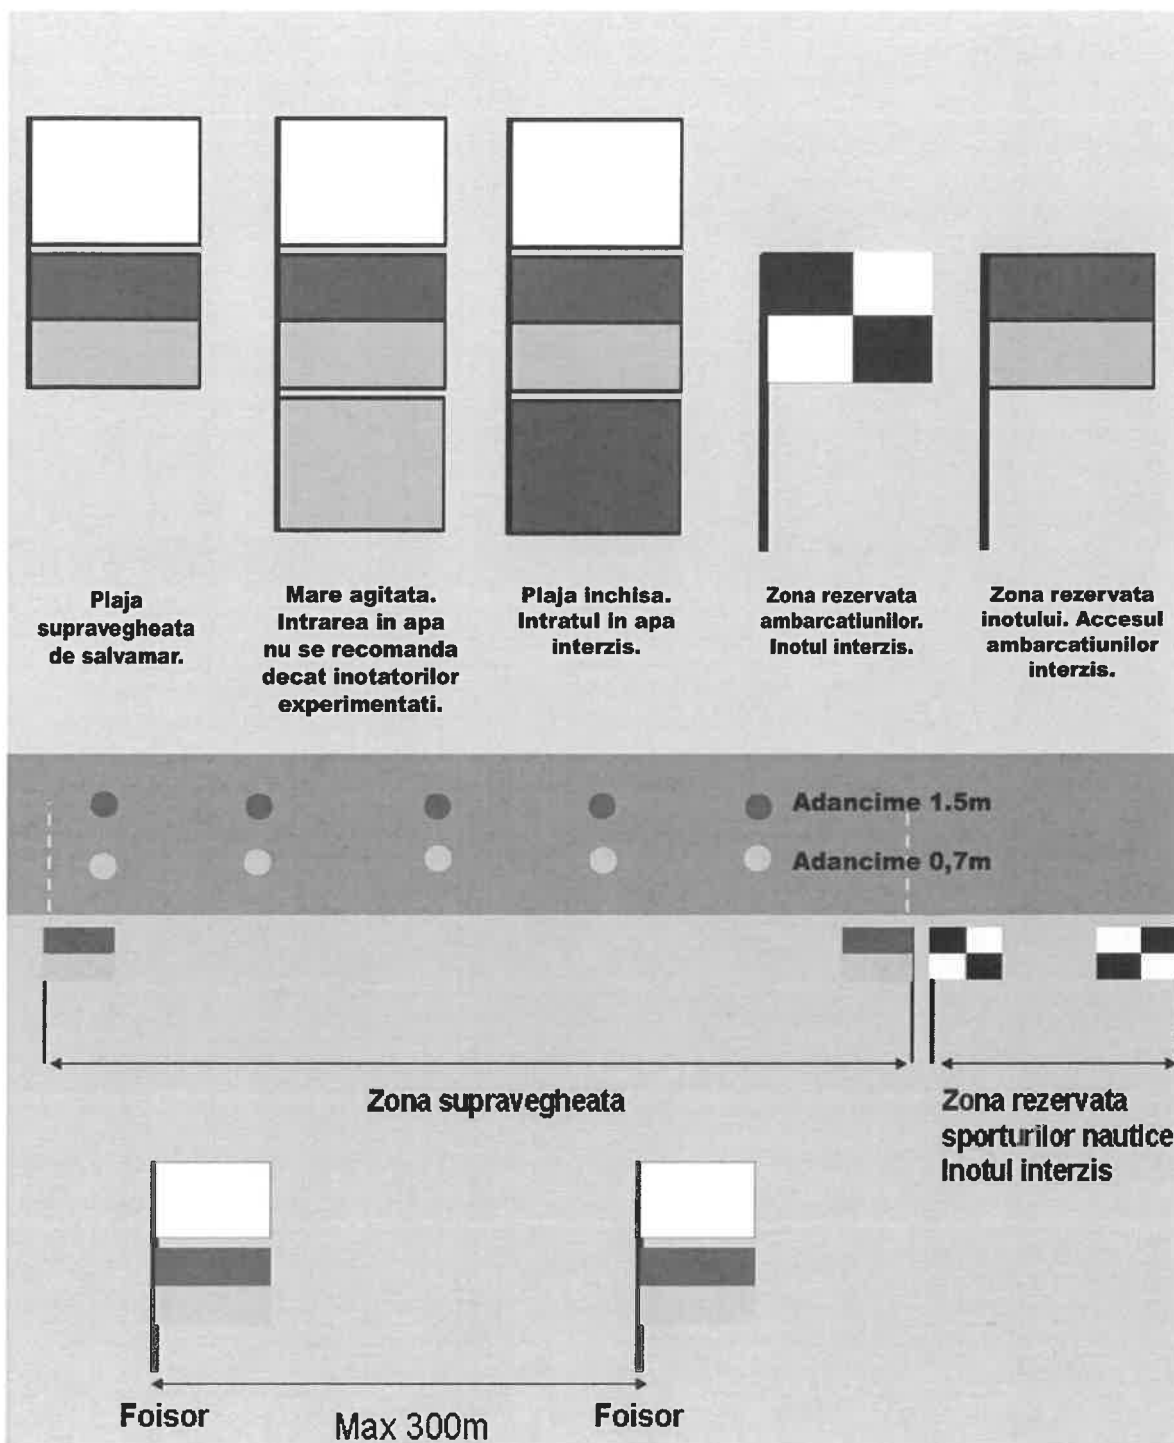 Plaja
supravegheata
de salvamar.
Mare agitata.
Intrarea in apa
nu se recomanda
decat inotatorilor
experimentati.
Plaja inchisa.
Intratul in apa
interzis.
Zona rezervata
ambarcatiunilor.
Inotul interzis.
Zona rezervata
inotului. Accesul
ambarcatiunilor
interzis.
Adancime 1.5m
Adancime 0,7m
Zona supravegheata
Zona rezervata
sporturilor nautice
Inotul interzis
Foisor
Max 300m
Foisor